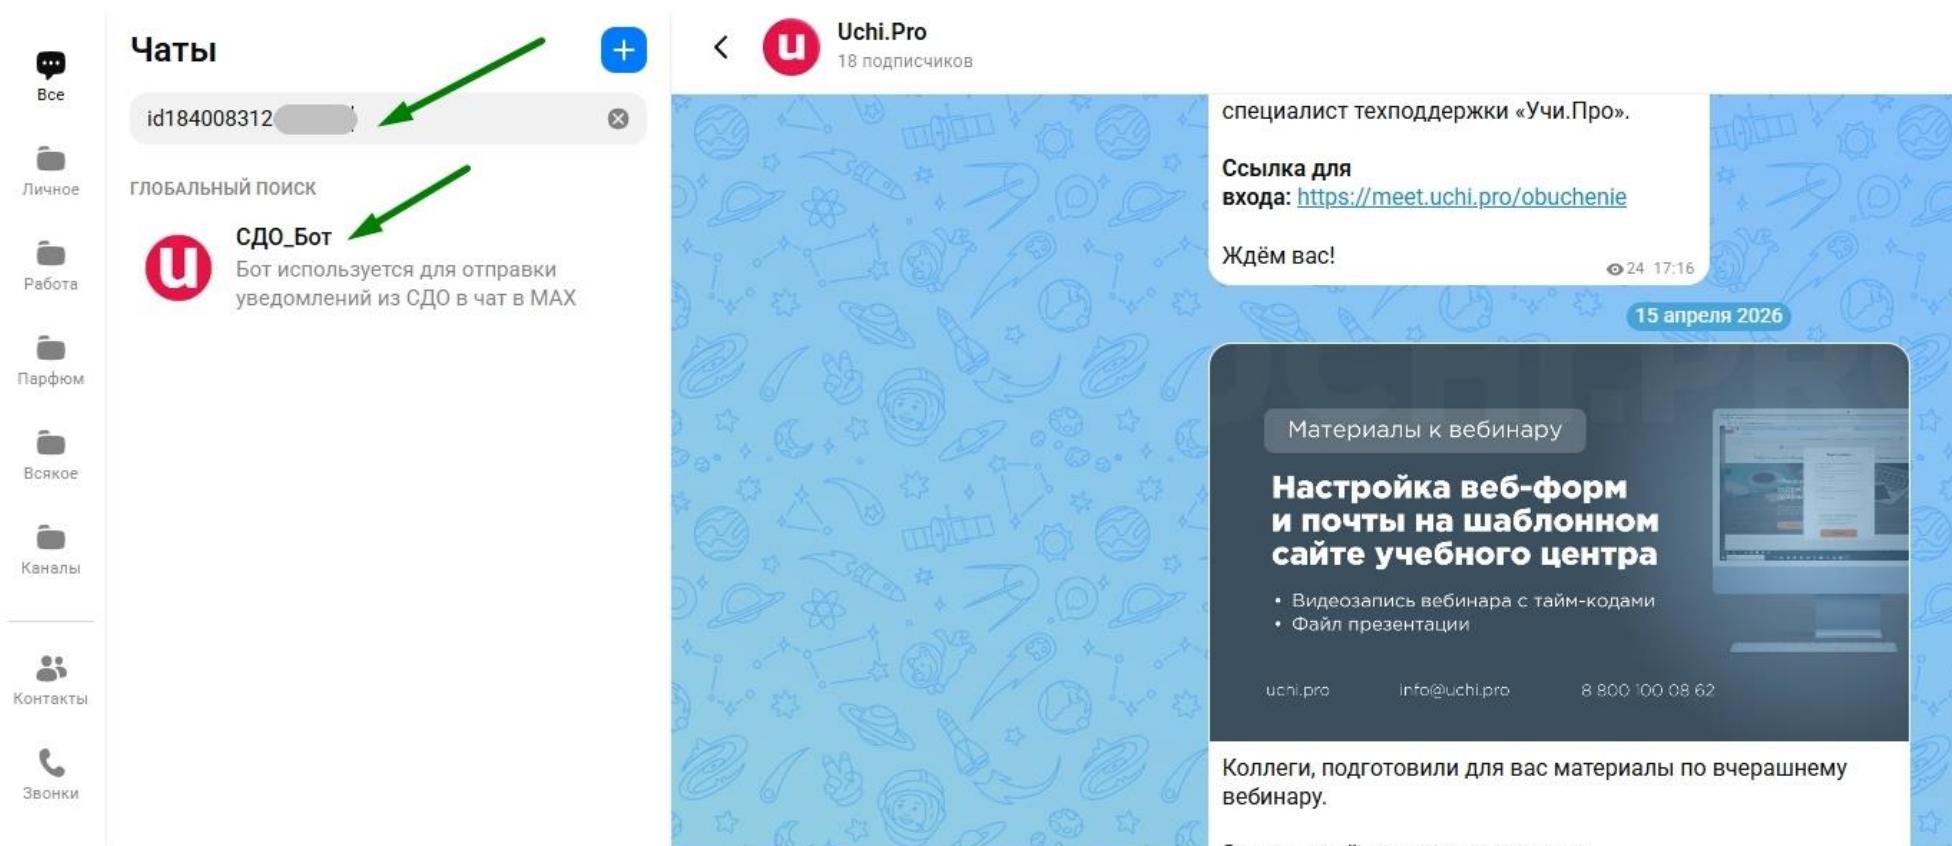 Все
Личное
Работа
Парфюм
Всякое
Каналы
Контакты
Звонки
Чаты
id184008312
ГЛОБАЛЬНЫЙ ПОИСК
СДО_Бот
Бот используется для отправки
уведомлений из СДО в чат в MAX
Uchi.Pro
18 подписчиков
специалист техподдержки «Учи.Про».
Ссылка для
входа: https://meet.uchi.pro/obuchenie
Ждём вас!
24 17:16
15 апреля 2026
Материалы к вебинару
Настройка веб-форм
и почты на шаблонном
сайте учебного центра
• Видеозапись вебинара с тайм-кодами
• Файл презентации
uchi.pro info@uchi.pro 8 800 100 08 62
Коллеги, подготовили для вас материалы по вчерашнему
вебинару.